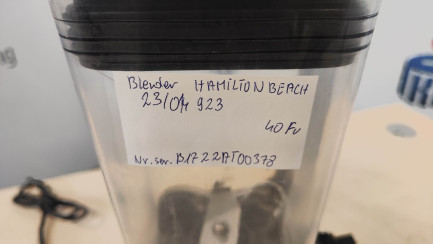 Blender HAMILTON BEACH
23/04 923
40 Fv
Nr. ser. B1722AT00378